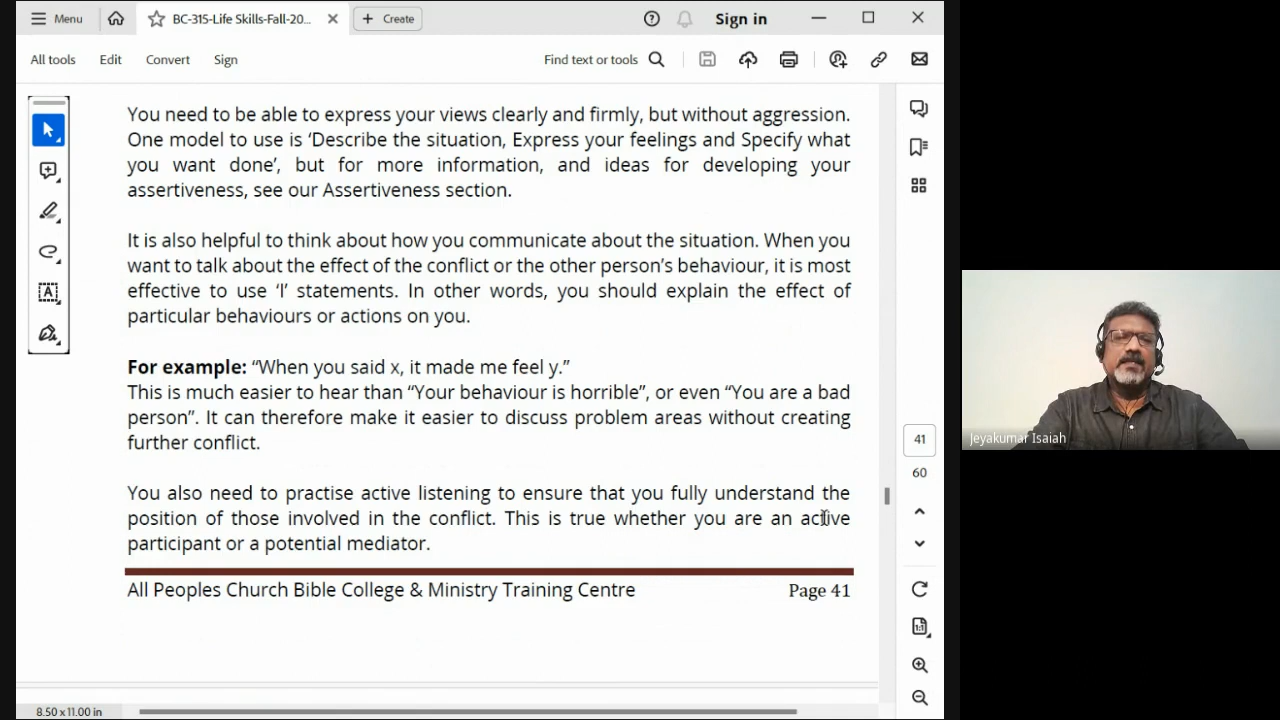 Menu
BC-315-Life Skills-Fall-20...
Create
Sign in
All tools
Edit
Convert
Sign
Find text or tools
You need to be able to express your views clearly and firmly, but without aggression.
One model to use is ‘Describe the situation, Express your feelings and Specify what
you want done’, but for more information, and ideas for developing your
assertiveness, see our Assertiveness section.
It is also helpful to think about how you communicate about the situation. When you
want to talk about the effect of the conflict or the other person’s behaviour, it is most
effective to use ‘I’ statements. In other words, you should explain the effect of
particular behaviours or actions on you.
For example: “When you said x, it made me feel y.”
This is much easier to hear than “Your behaviour is horrible”, or even “You are a bad
person”. It can therefore make it easier to discuss problem areas without creating
further conflict.
You also need to practise active listening to ensure that you fully understand the
position of those involved in the conflict. This is true whether you are an active
participant or a potential mediator.
All Peoples Church Bible College & Ministry Training Centre
Page 41
41
60
8.50 x 11.00 in
Jeyakumar Isaiah